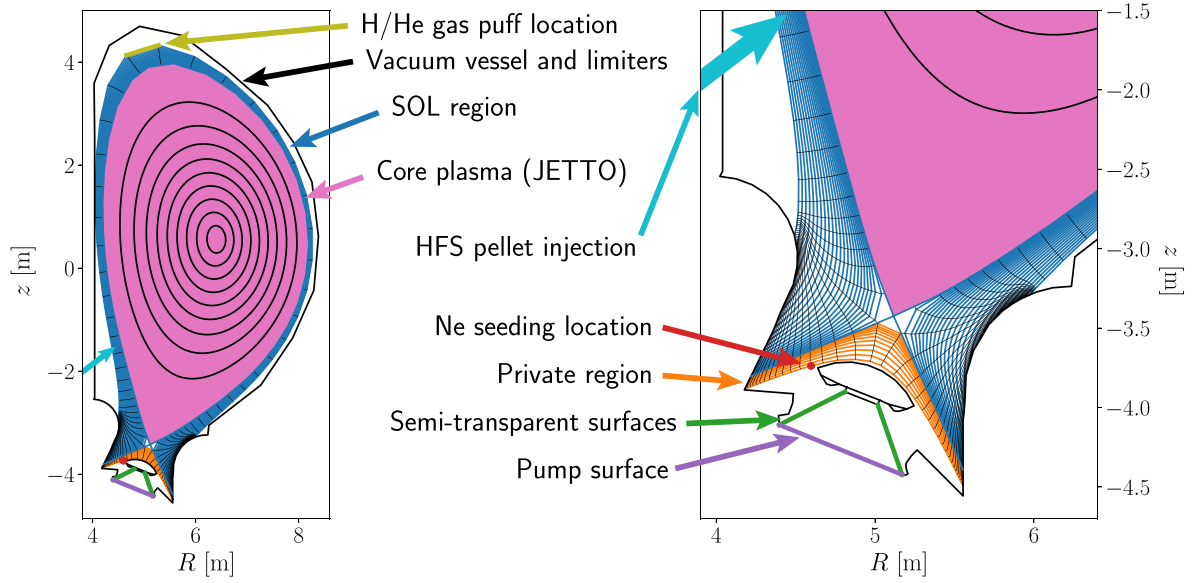 H/He gas puff location
Vacuum vessel and limiters
SOL region
Core plasma (JETTO)
HFS pellet injection
Ne seeding location
Private region
Semi-transparent surfaces
Pump surface
4
2
0
−2
−4
z [m]
4 6 8
R [m]
−1.5
−2.0
−2.5
−3.0
−3.5
−4.0
−4.5
z [m]
4 5 6
R [m]